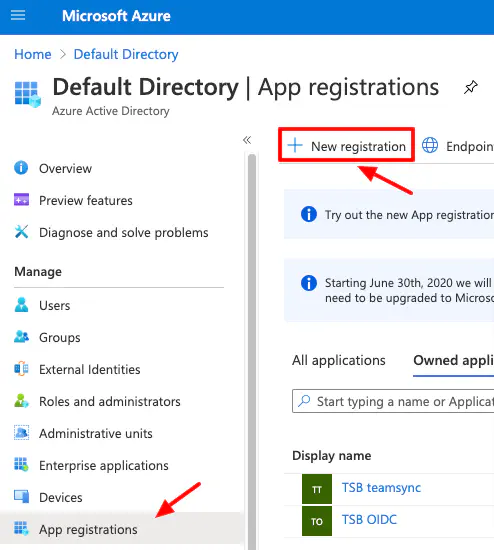 Microsoft Azure
Home > Default Directory >
Default Directory | App registrations
Azure Active Directory
«
New registration
Endpoin
Overview
Preview features
Diagnose and solve problems
Manage
Users
Groups
External Identities
Roles and administrators
Administrative units
Enterprise applications
Devices
App registrations
Try out the new App registration
Starting June 30th, 2020 we will
need to be upgraded to Microso
All applications
Owned appli
Start typing a name or Applicat
Display name
TT TSB teamsync
TO TSB OIDC